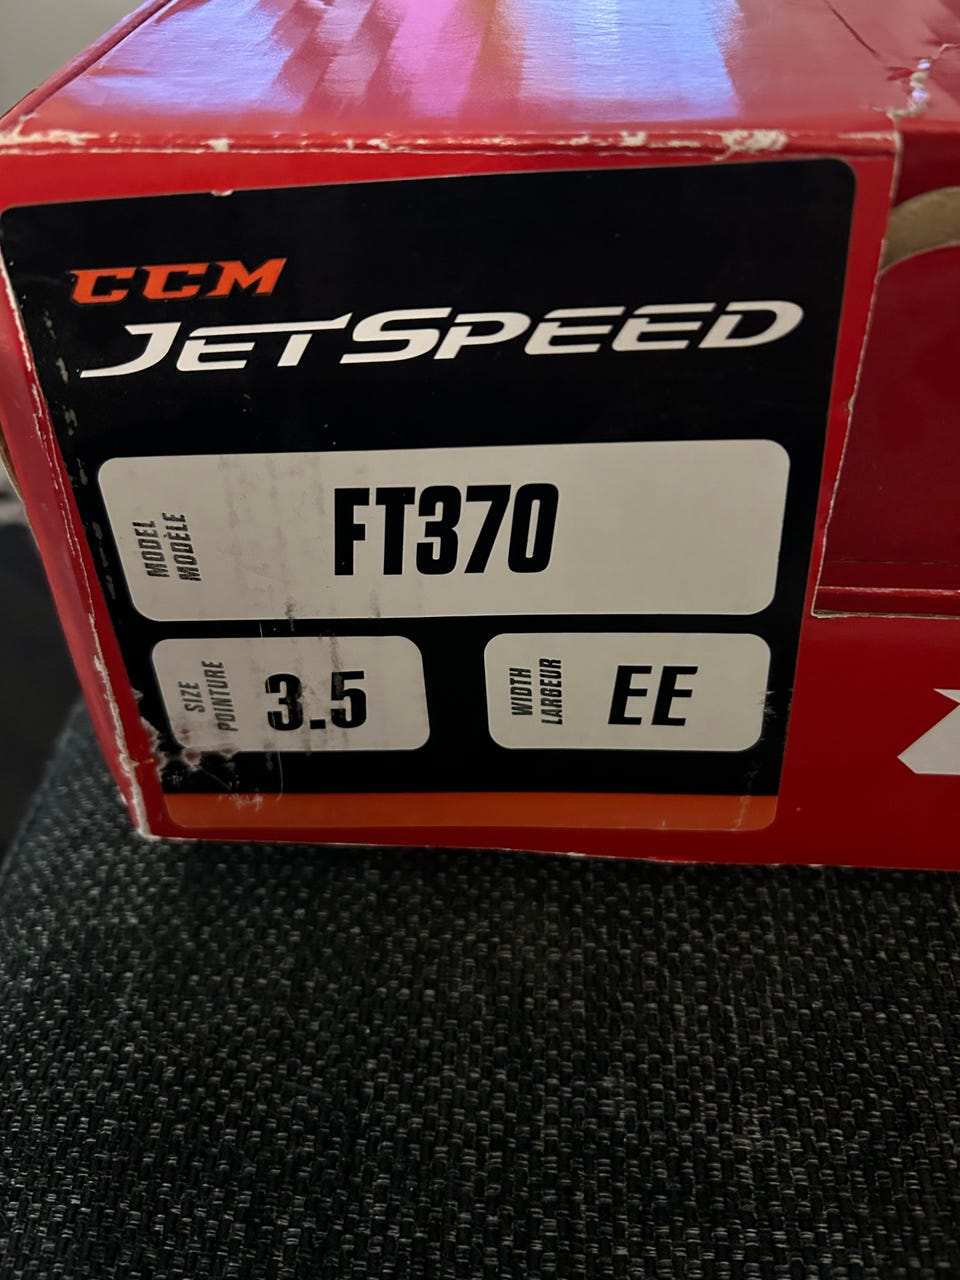 CCM
JETSPEED
MODEL
MODÈLE
FT370
SIZE
POINTURE
3.5
WIDTH
LARGEUR
EE